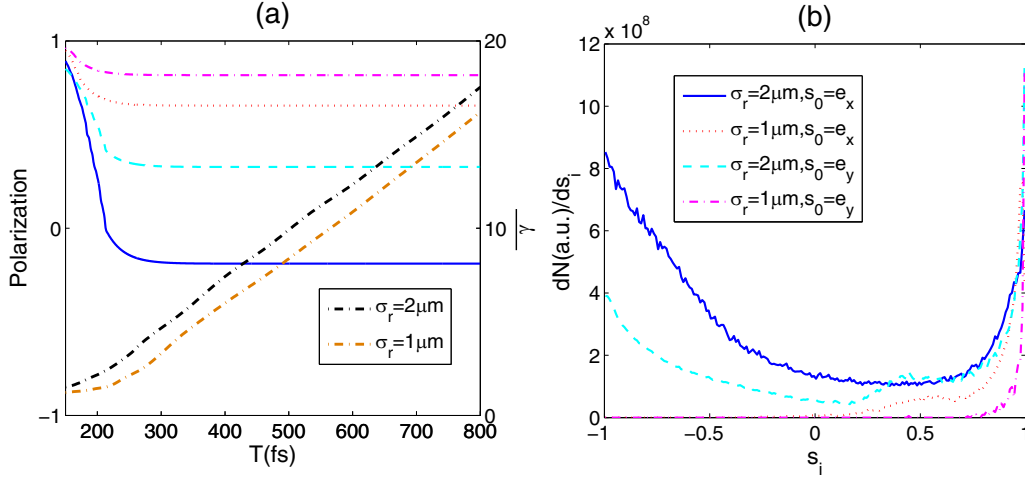 (a)
1
0
−1
Polarization
20
10
0
γ
σr=2μm
σr=1μm
200 300 400 500 600 700 800
T(fs)
(b)
x 10^8
12
10
8
6
4
2
0
dN(a.u.)/dsi
σr=2μm,s0=ex
σr=1μm,s0=ex
σr=2μm,s0=ey
σr=1μm,s0=ey
−1 −0.5 0 0.5 1
si